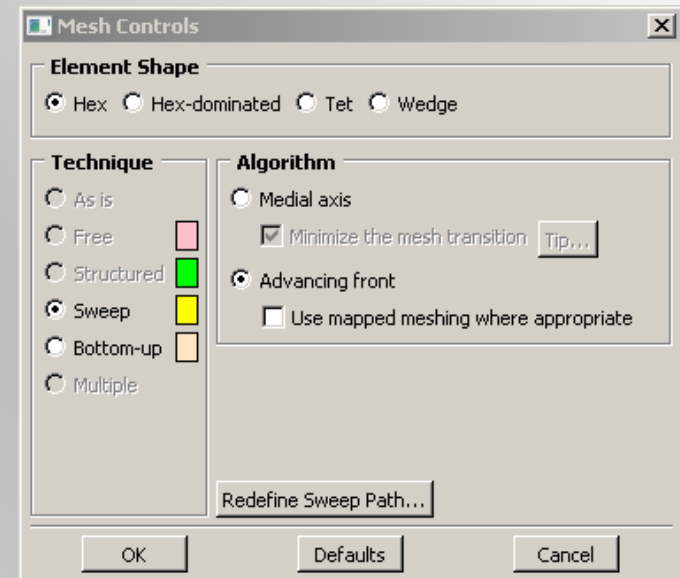 Mesh Controls
Element Shape
Hex Hex-dominated Tet Wedge
Technique
As is
Free
Structured
Sweep
Bottom-up
Multiple
Algorithm
Medial axis
Minimize the mesh transition Tip...
Advancing front
Use mapped meshing where appropriate
Redefine Sweep Path...
OK Defaults Cancel